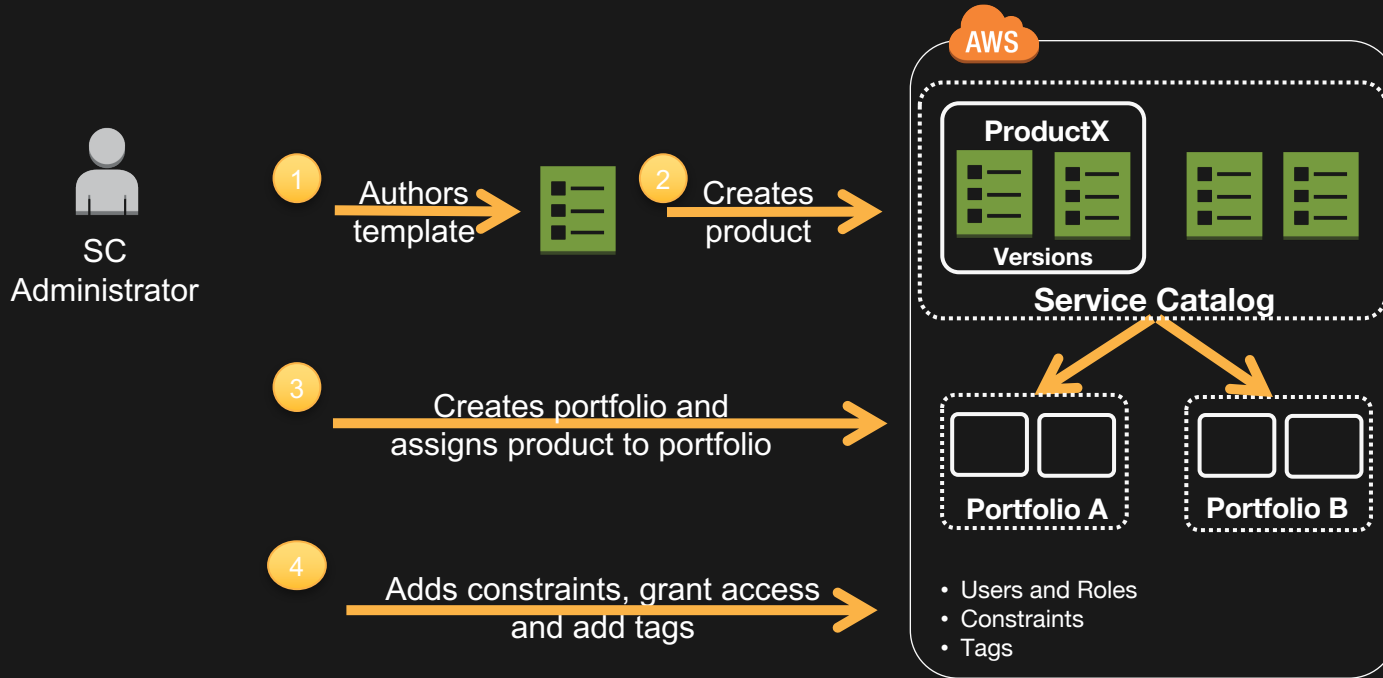 AWS
SC
Administrator
1
Authors
template
2
Creates
product
ProductX
Versions
Service Catalog
3
Creates portfolio and
assigns product to portfolio
Portfolio A
Portfolio B
4
Adds constraints, grant access
and add tags
• Users and Roles
• Constraints
• Tags